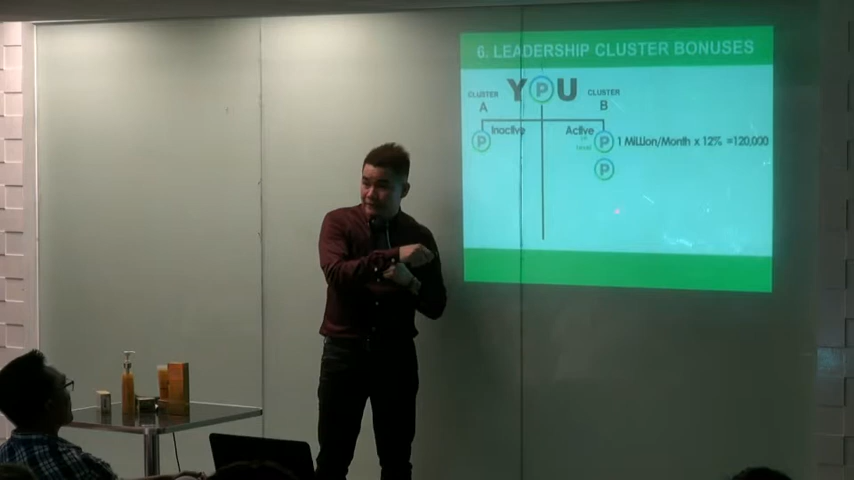 6. LEADERSHIP CLUSTER BONUSES
YPU
CLUSTER A
CLUSTER B
P Inactive
Active P 1 Million/Month x 12% =120,000
P